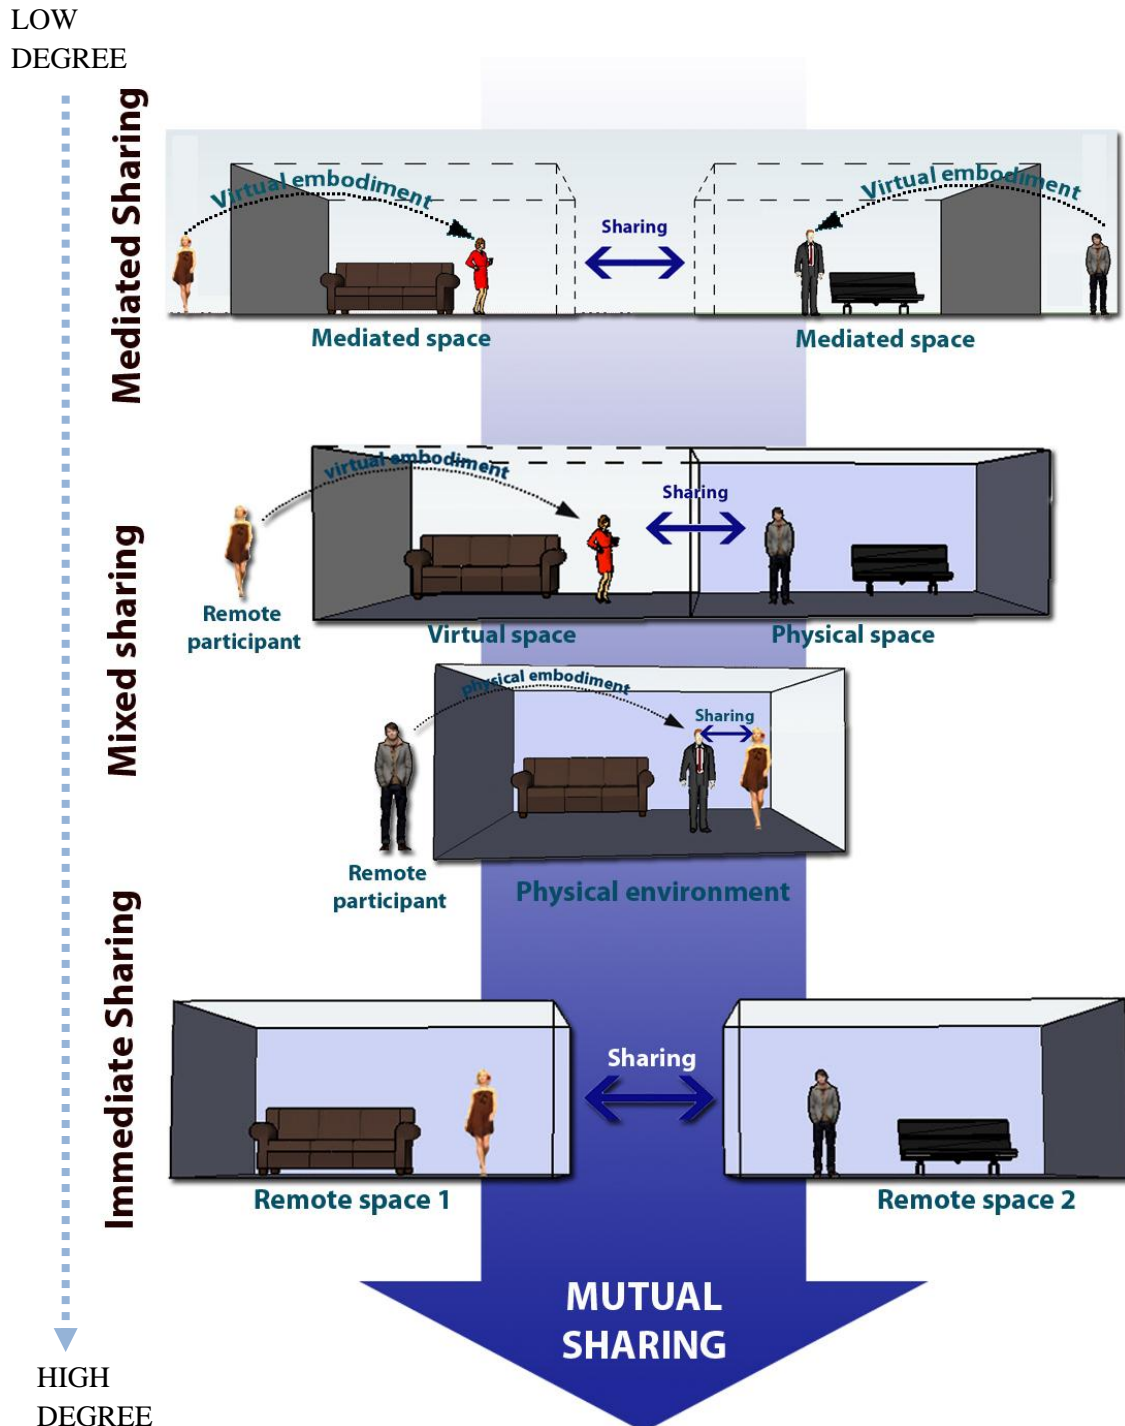 LOW
DEGREE
Mediated Sharing
Virtual embodiment
Virtual embodiment
Sharing
Mediated space
Mediated space
Mixed sharing
virtual embodiment
Sharing
Remote
participant
Virtual space
Physical space
physical embodiment
Sharing
Remote
participant
Physical environment
Immediate Sharing
Sharing
Remote space 1
Remote space 2
MUTUAL
SHARING
HIGH
DEGREE